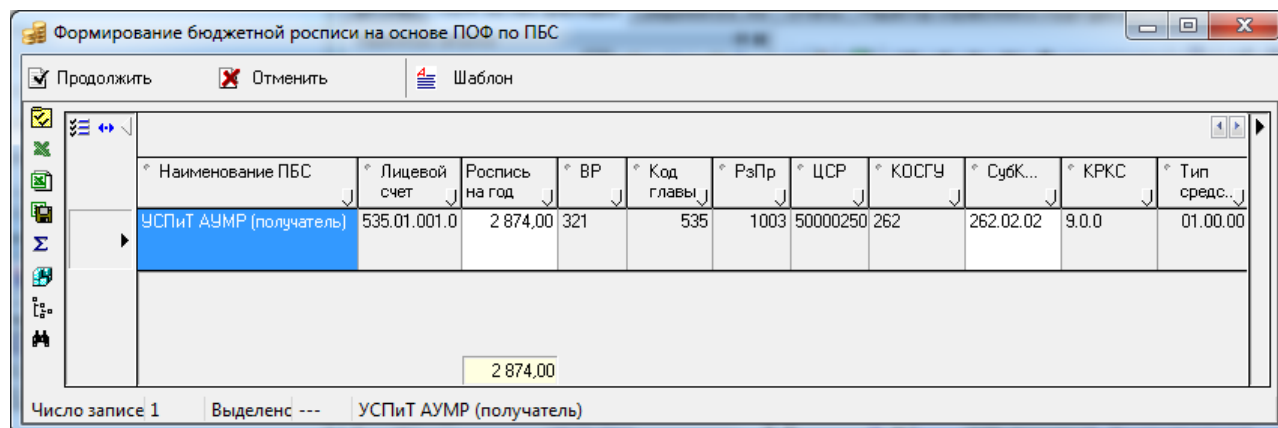 Формирование бюджетной росписи на основе ПОФ по ПБС
Продолжить Отменить Шаблон
Наименование ПБС Лицевой счет Роспись на год ВР Код главы РзПр ЦСР КОСГУ СубК... КРКС Тип средс..
УСПиТ АУМР (получатель) 535.01.001.0 2 874,00 321 535 1003 50000250 262 262.02.02 9.0.0 01.00.00
2 874,00
Число записе 1 Выделенс --- УСПиТ АУМР (получатель)